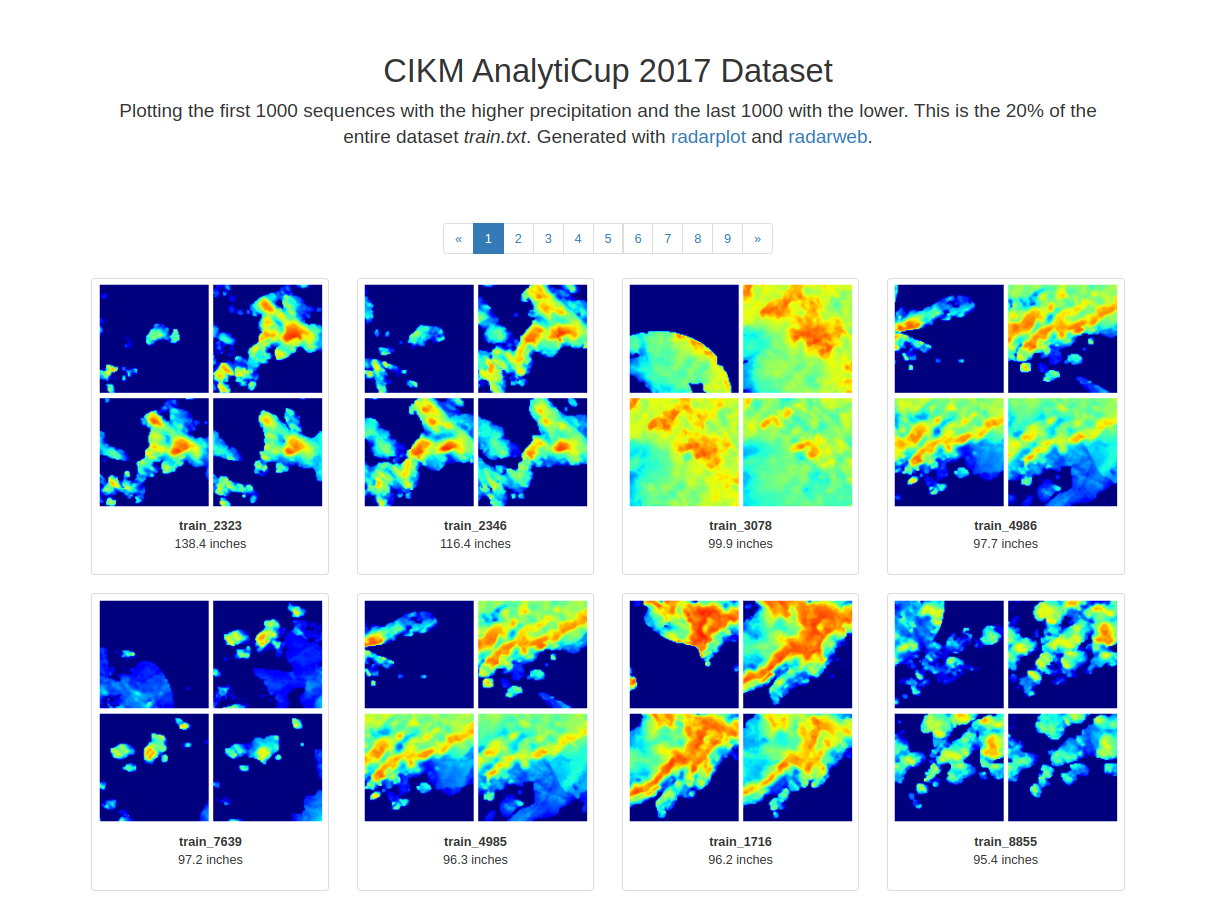 CIKM AnalytiCup 2017 Dataset
Plotting the first 1000 sequences with the higher precipitation and the last 1000 with the lower. This is the 20% of the
entire dataset train.txt. Generated with radarplot and radarweb.
« 1 2 3 4 5 6 7 8 9 »
train_2323 train_2346 train_3078 train_4986
138.4 inches 116.4 inches 99.9 inches 97.7 inches
train_7639 train_4985 train_1716 train_8855
97.2 inches 96.3 inches 96.2 inches 95.4 inches